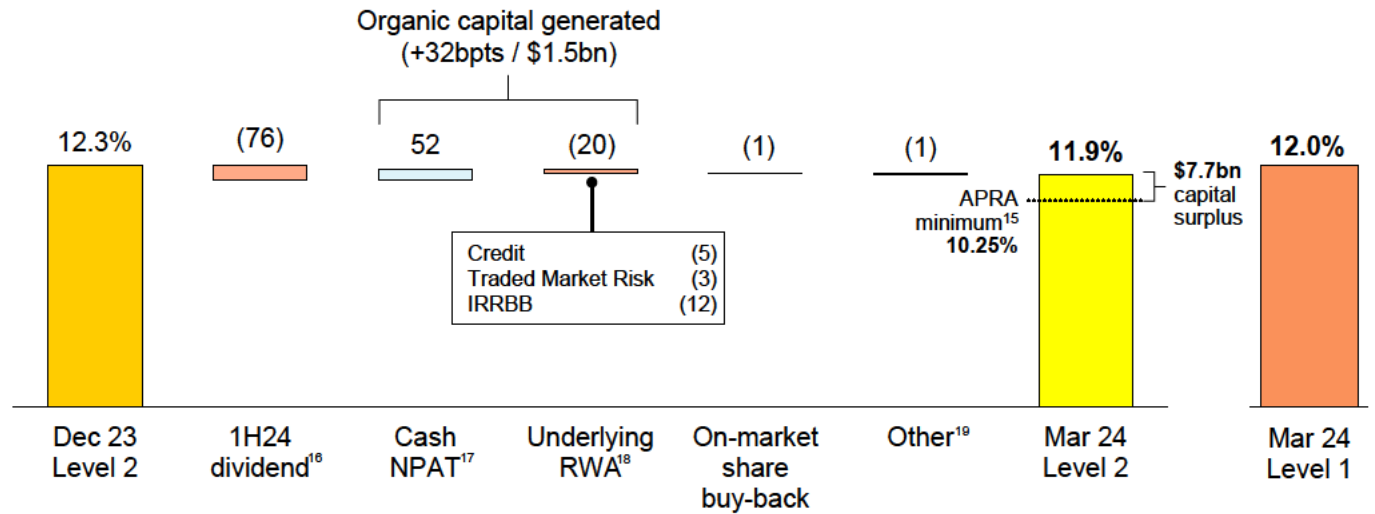 Organic capital generated
(+32bpts / $1.5bn)
12.3%
(76)
52
(20)
(1)
(1)
11.9%
12.0%
$7.7bn
capital
surplus
APRA
minimum15
10.25%
Credit (5)
Traded Market Risk (3)
IRRBB (12)
Dec 23
Level 2
1H24
dividend16
Cash
NPAT17
Underlying
RWA18
On-market
share
buy-back
Other19
Mar 24
Level 2
Mar 24
Level 1